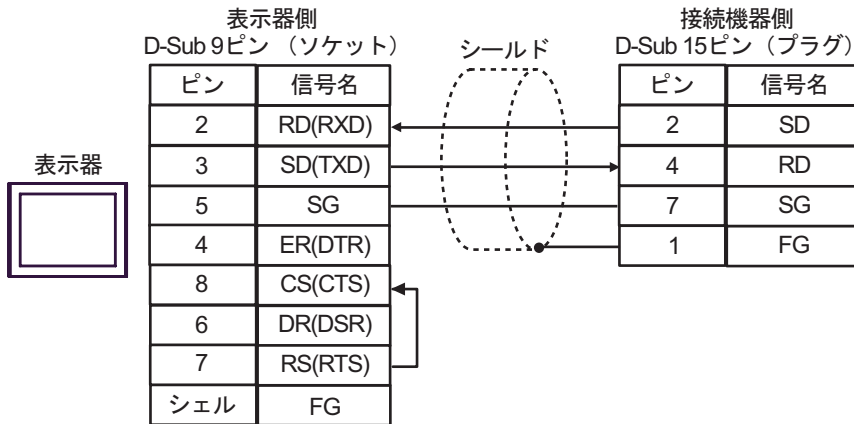 表示器側
D-Sub 9ピン （ソケット）
シールド
接続機器側
D-Sub 15ピン（プラグ）
表示器
ピン 信号名
2 RD(RXD)
3 SD(TXD)
5 SG
4 ER(DTR)
8 CS(CTS)
6 DR(DSR)
7 RS(RTS)
シェル FG
ピン 信号名
2 SD
4 RD
7 SG
1 FG